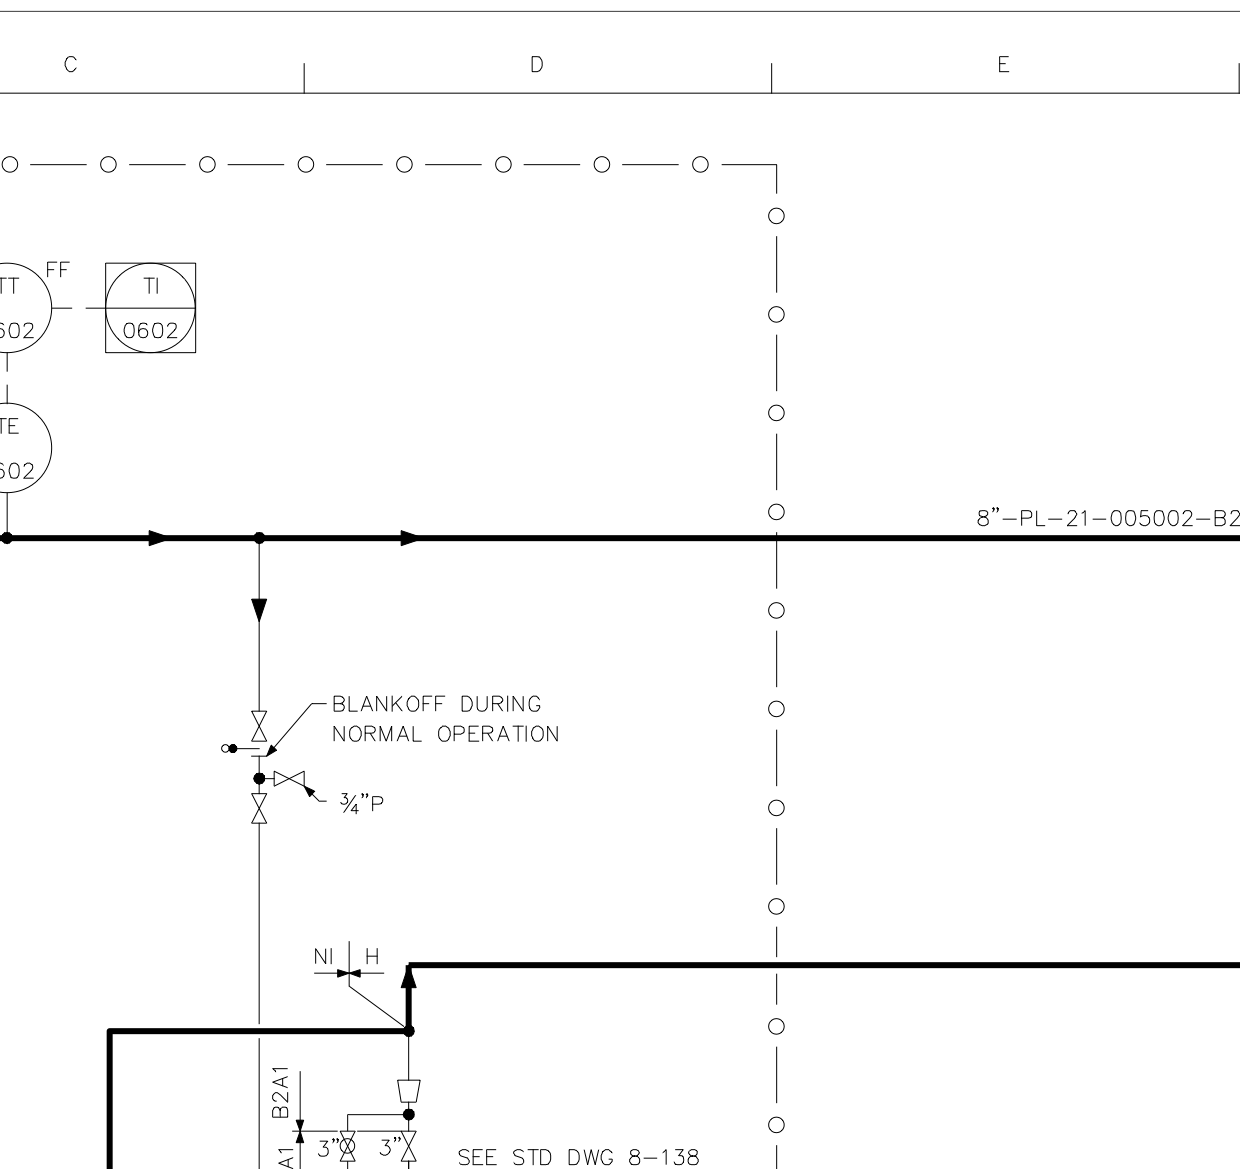 C
D
E
FF
TT
TI
602
0602
TE
602
8”–PL–21–005002–B2
BLANKOFF DURING
NORMAL OPERATION
¾”P
NI
H
B2A1
A1
3”
3”
SEE STD DWG 8–138